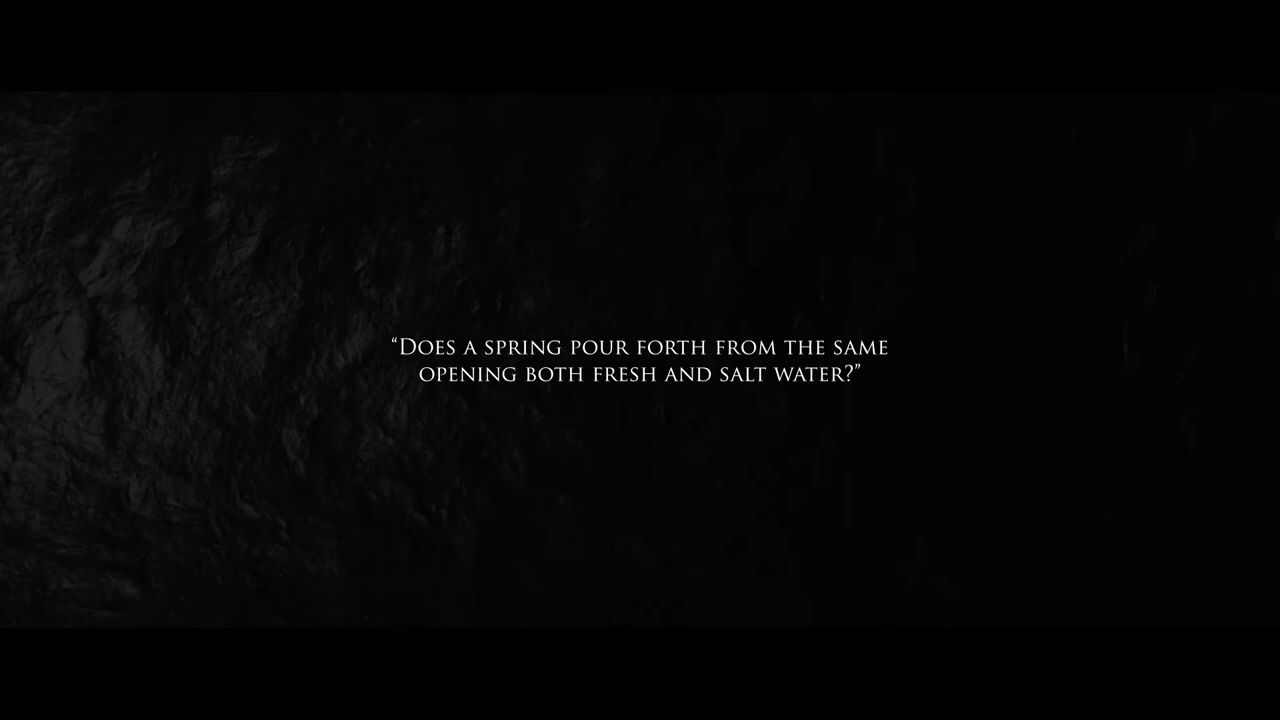 “Does a spring pour forth from the same
opening both fresh and salt water?”